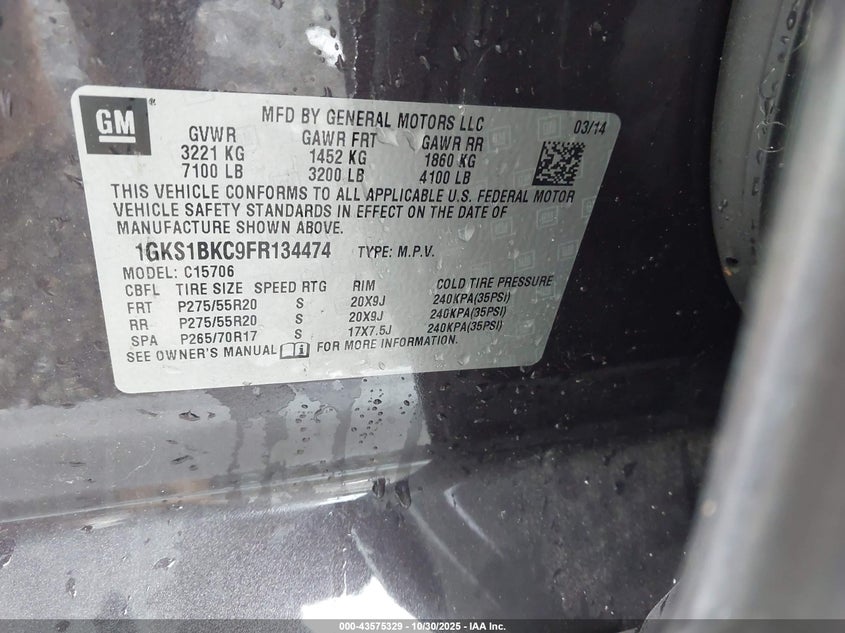 GM®
MFD BY GENERAL MOTORS LLC 03/14
GVWR GAWR FRT GAWR RR
3221 KG 1452 KG 1860 KG
7100 LB 3200 LB 4100 LB
THIS VEHICLE CONFORMS TO ALL APPLICABLE U.S. FEDERAL MOTOR
VEHICLE SAFETY STANDARDS IN EFFECT ON THE DATE OF
MANUFACTURE SHOWN ABOVE.
1GKS1BKC9FR134474 TYPE: M.P.V.
MODEL: C15706
CBFL TIRE SIZE SPEED RTG RIM COLD TIRE PRESSURE
FRT P275/55R20 S 20X9J 240KPA(35PSI)
RR P275/55R20 S 20X9J 240KPA(35PSI)
SPA P265/70R17 S 17X7.5J 240KPA(35PSI)
SEE OWNER'S MANUAL FOR MORE INFORMATION.
000-43575329 | 10/30/2025 | IAA Inc.